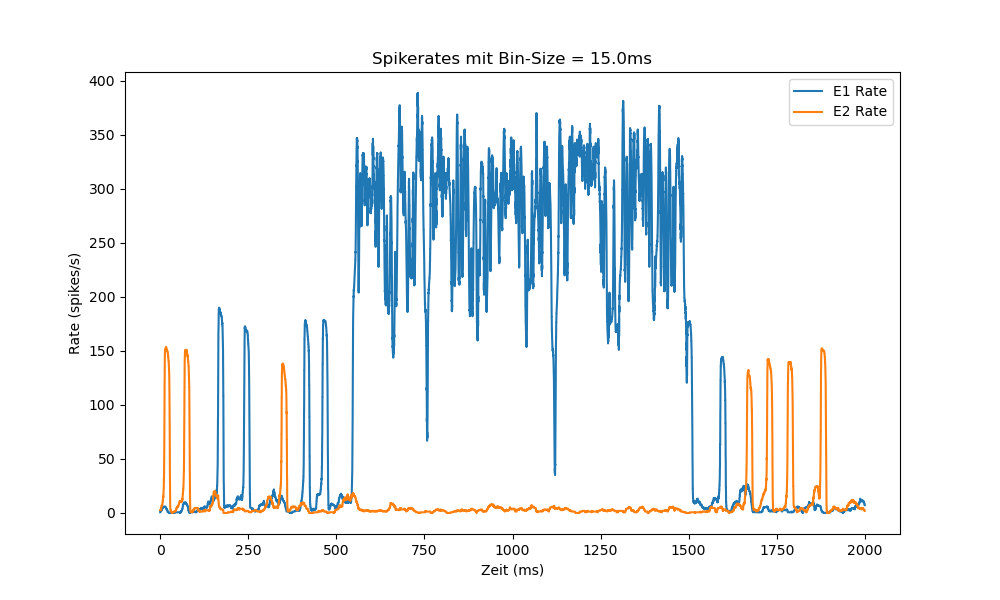 Spikerates mit Bin-Size = 15.0ms
E1 Rate
E2 Rate
400
350
300
250
200
150
100
50
0
Rate (spikes/s)
0 250 500 750 1000 1250 1500 1750 2000
Zeit (ms)